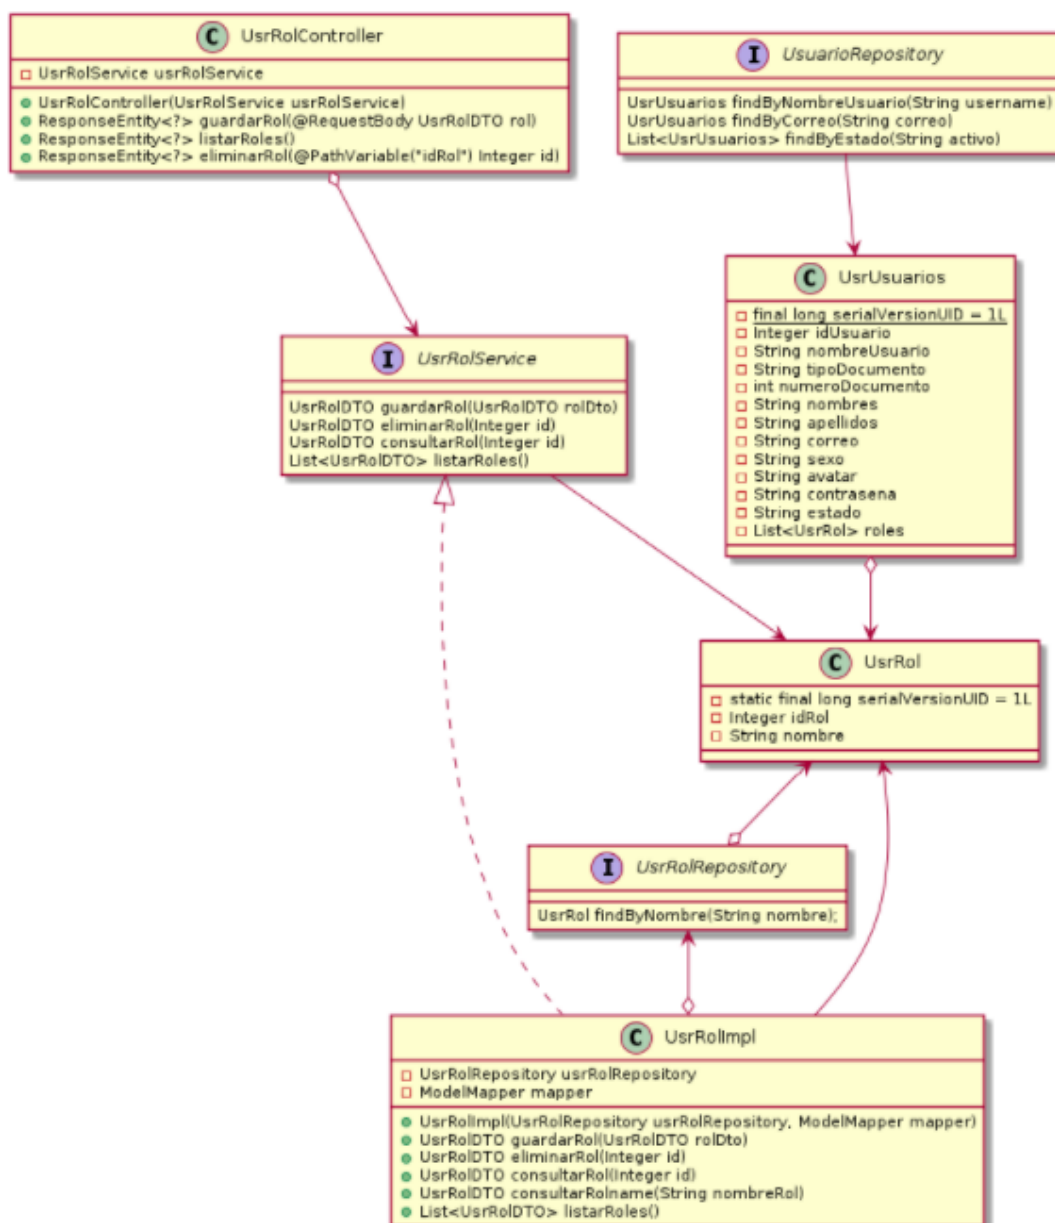 C UsrRolController
UsrRolService usrRolService
UsrRolController(UsrRolService usrRolService)
ResponseEntity<?> guardarRol(@RequestBody UsrRolDTO rol)
ResponseEntity<?> listarRoles()
ResponseEntity<?> eliminarRol(@PathVariable("idRol") Integer id)
I UsuarioRepository
UsrUsuarios findByNombreUsuario(String username)
UsrUsuarios findByCorreo(String correo)
List<UsrUsuarios> findByEstado(String activo)
C UsrUsuarios
final long serialVersionUID = 1L
Integer idUsuario
String nombreUsuario
String tipoDocumento
int numeroDocumento
String nombres
String apellidos
String correo
String sexo
String avatar
String contrasena
String estado
List<UsrRol> roles
I UsrRolService
UsrRolDTO guardarRol(UsrRolDTO rolDto)
UsrRolDTO eliminarRol(Integer id)
UsrRolDTO consultarRol(Integer id)
List<UsrRolDTO> listarRoles()
C UsrRol
static final long serialVersionUID = 1L
Integer idRol
String nombre
I UsrRolRepository
UsrRol findByNombre(String nombre);
C UsrRolImpl
UsrRolRepository usrRolRepository
ModelMapper mapper
UsrRolImpl(UsrRolRepository usrRolRepository, ModelMapper mapper)
UsrRolDTO guardarRol(UsrRolDTO rolDto)
UsrRolDTO eliminarRol(Integer id)
UsrRolDTO consultarRol(Integer id)
UsrRolDTO consultarRolname(String nombreRol)
List<UsrRolDTO> listarRoles()